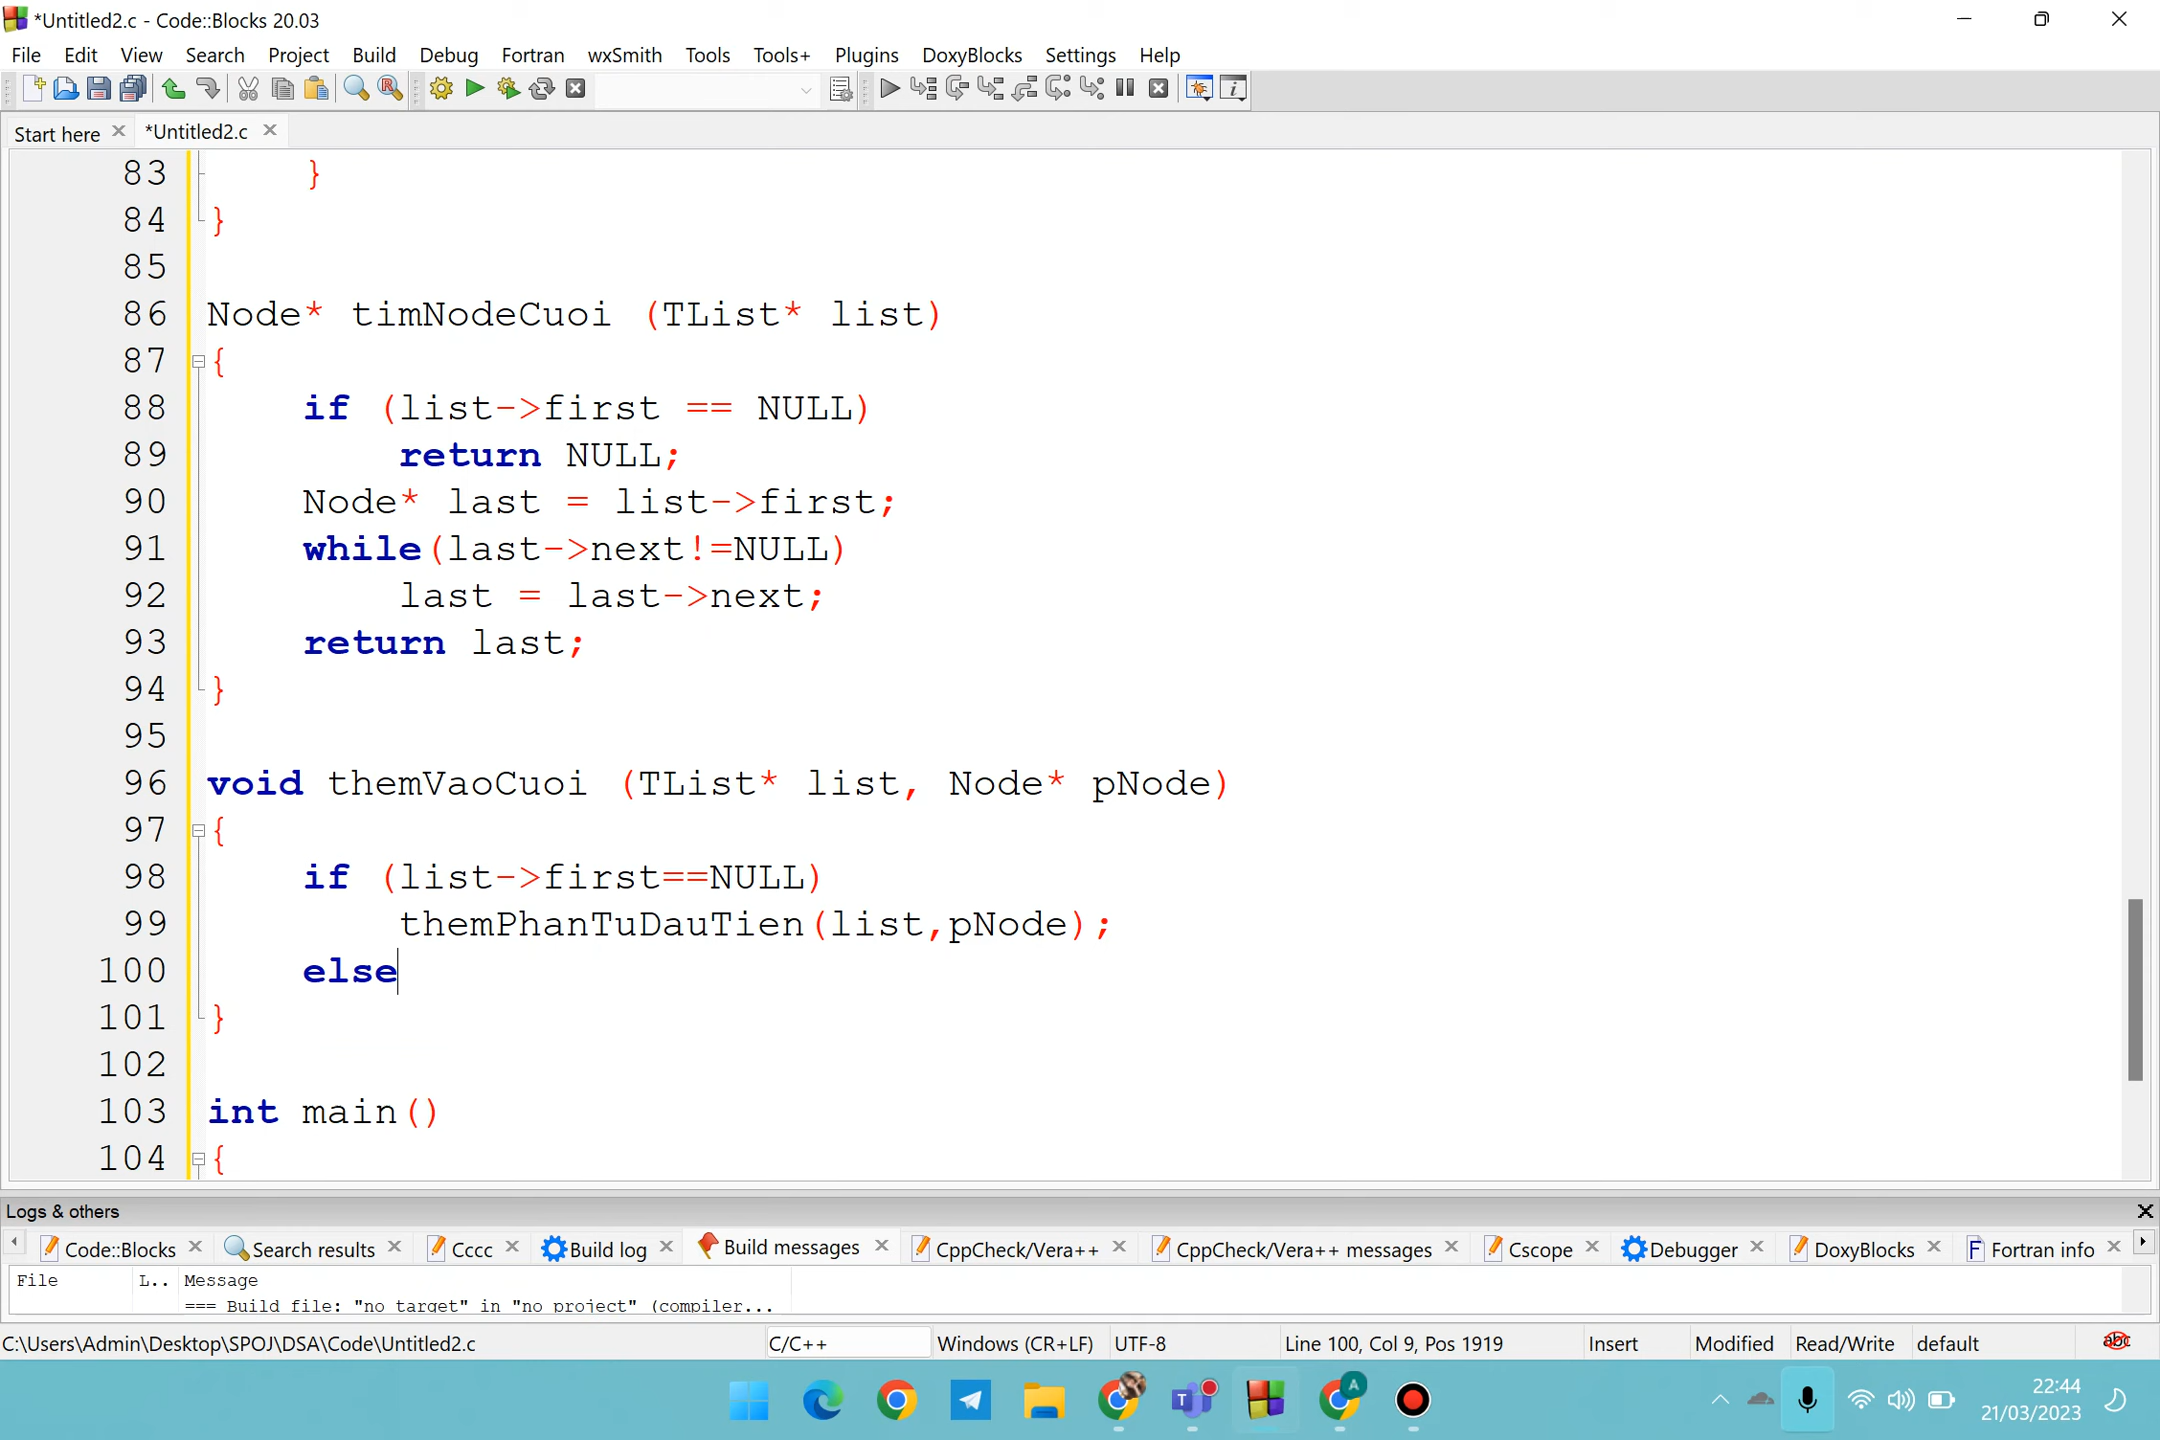 *Untitled2.c - Code::Blocks 20.03
File Edit View Search Project Build Debug Fortran wxSmith Tools Tools+ Plugins DoxyBlocks Settings Help
Start here *Untitled2.c
83 }
84 }
85
86 Node* timNodeCuoi (TList* list)
87 {
88 if (list->first == NULL)
89 return NULL;
90 Node* last = list->first;
91 while(last->next!=NULL)
92 last = last->next;
93 return last;
94 }
95
96 void themVaoCuoi (TList* list, Node* pNode)
97 {
98 if (list->first==NULL)
99 themPhanTuDauTien(list,pNode);
100 else
101 }
102
103 int main()
104 {
Logs & others
Code::Blocks Search results Cccc Build log Build messages CppCheck/Vera++ CppCheck/Vera++ messages Cscope Debugger DoxyBlocks Fortran info
File L.. Message
=== Build file: "no target" in "no project" (compiler...
C:\Users\Admin\Desktop\SPOJ\DSA\Code\Untitled2.c C/C++ Windows (CR+LF) UTF-8 Line 100, Col 9, Pos 1919 Insert Modified Read/Write default abc
22:44
21/03/2023